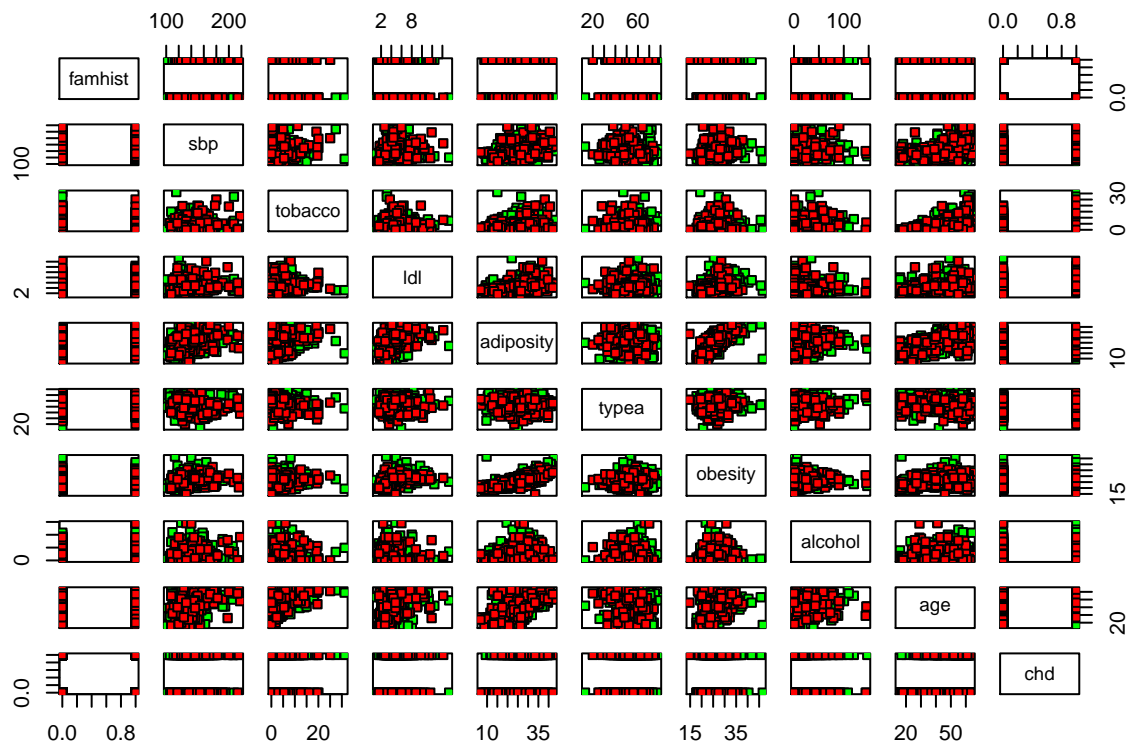 100 200 2 8 20 60 0 100 0.0 0.8
famhist 0.0
100 sbp
tobacco 0 30
2 ldl
adiposity 10
20 typea
obesity 15
0 alcohol
age 20
0.0 chd
0.0 0.8 0 20 10 35 15 35 20 50